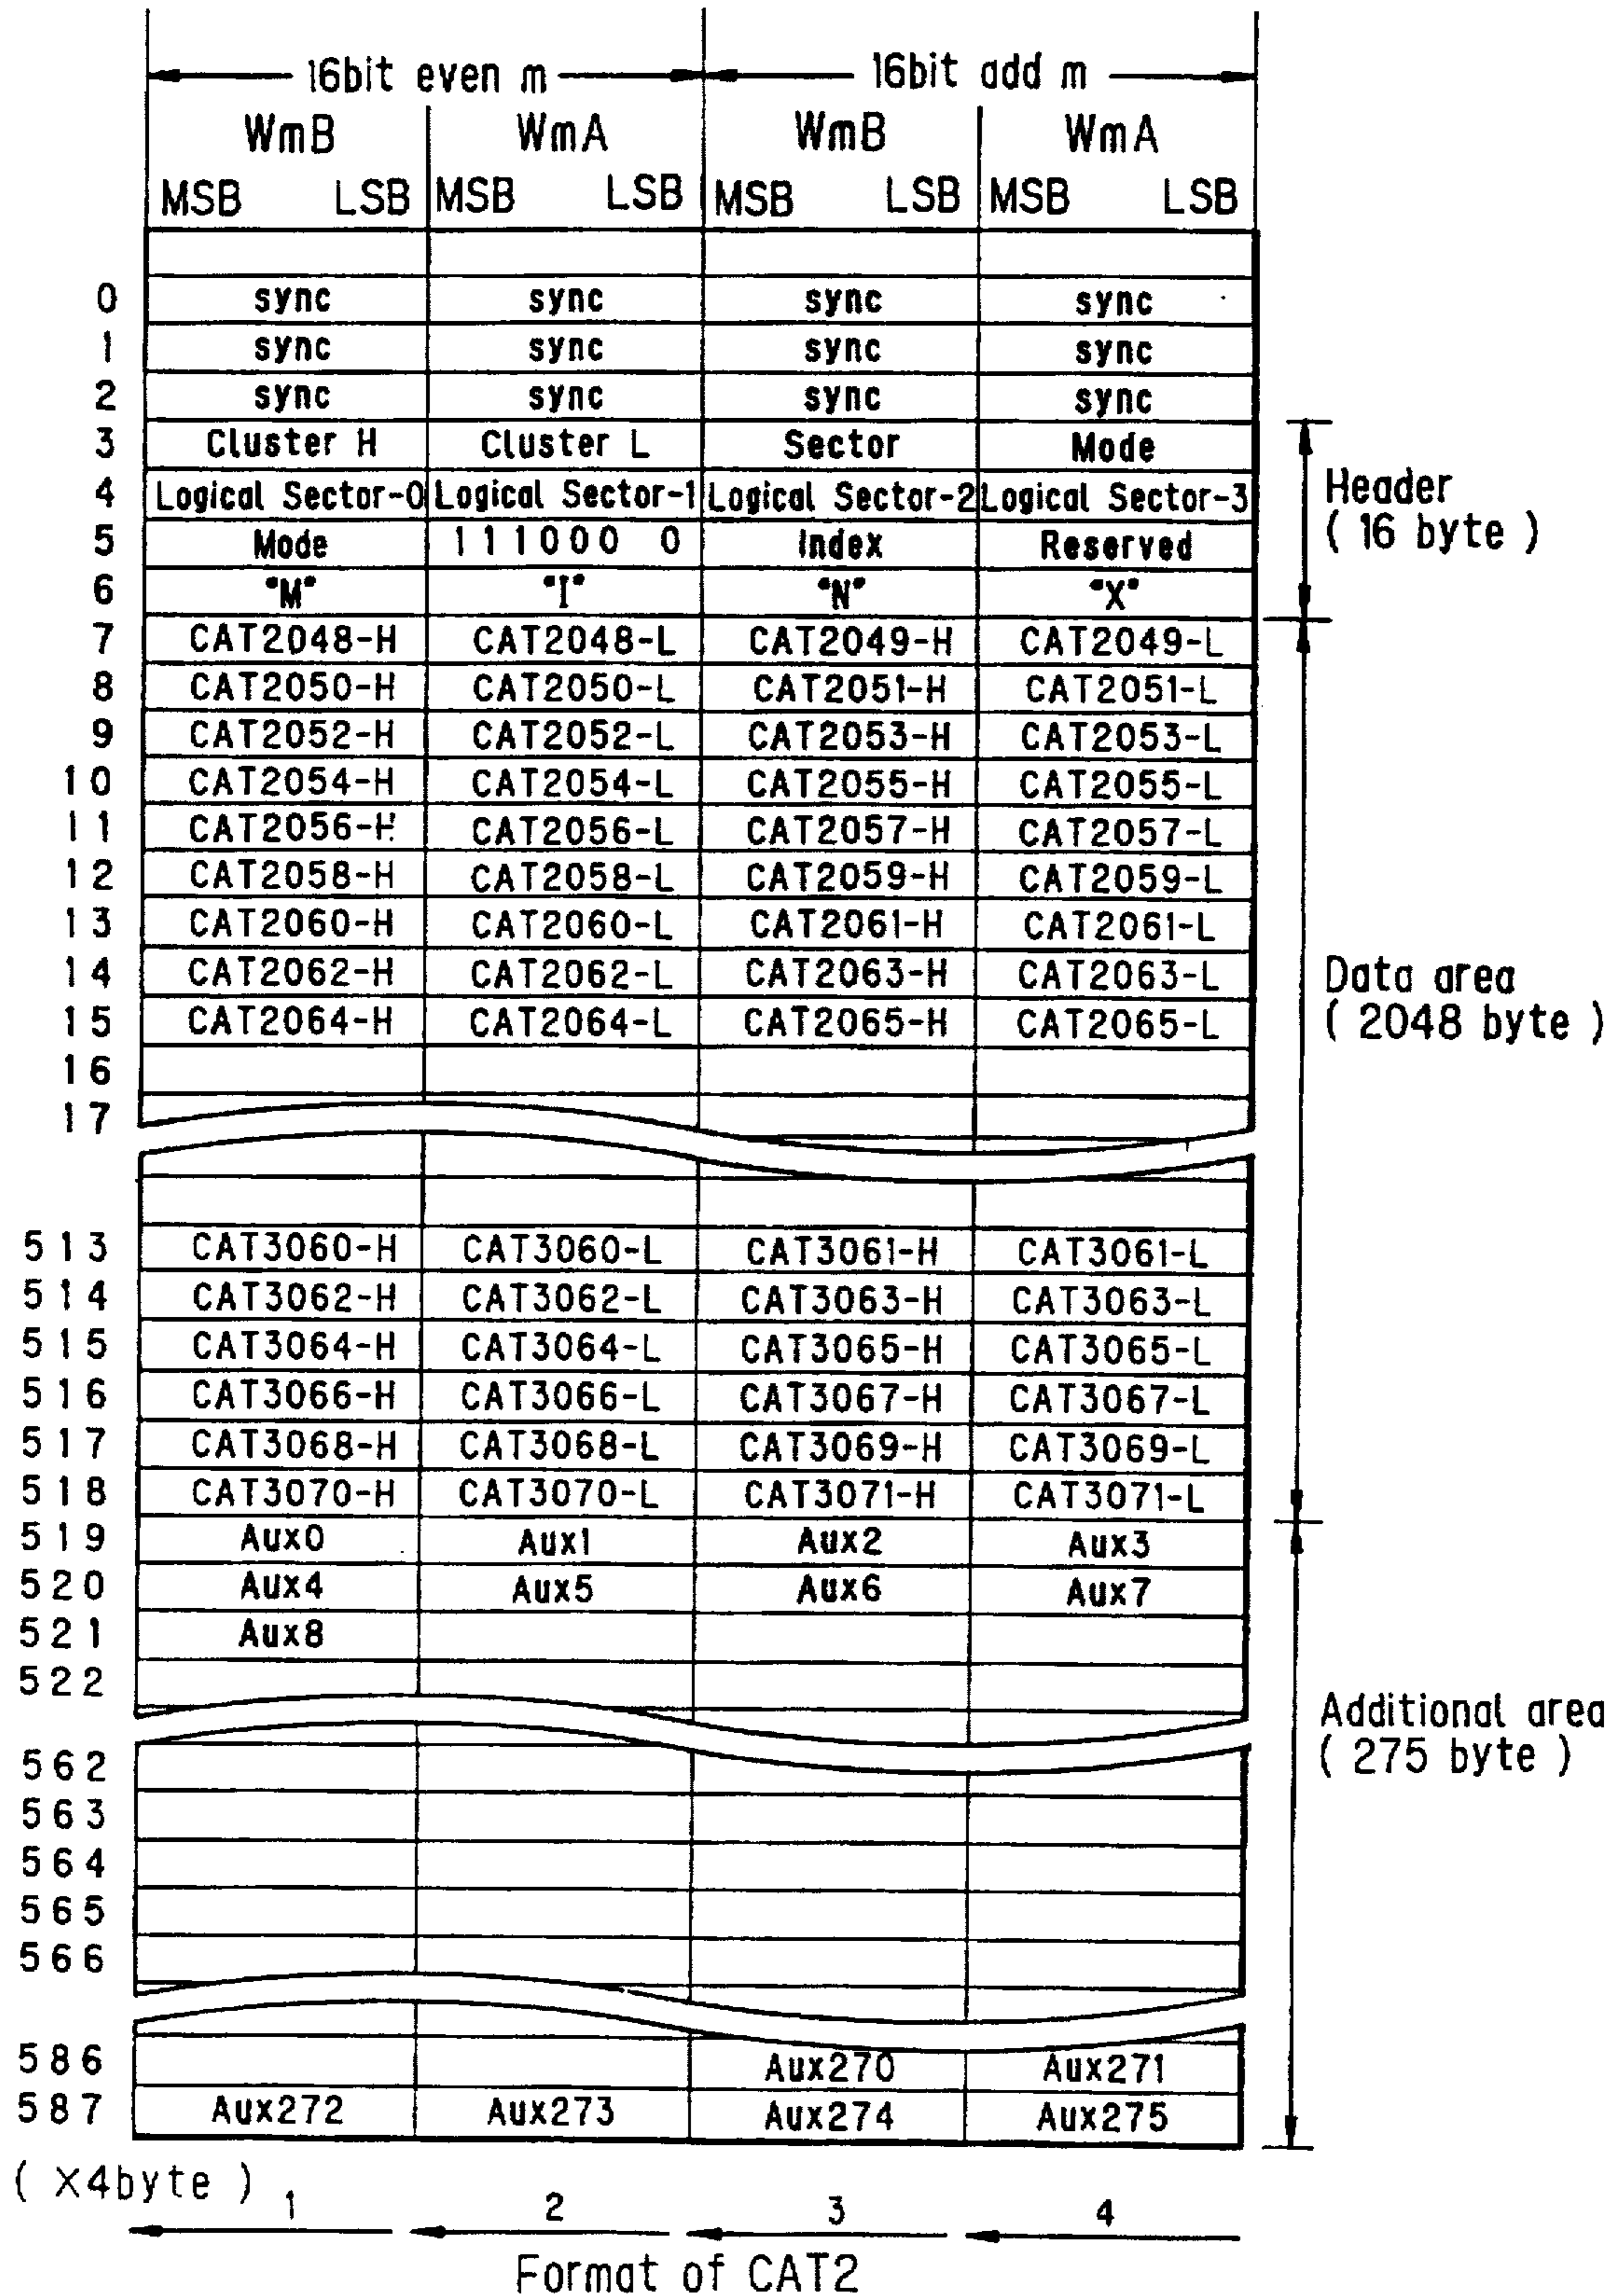 16bit even m 16bit add m
WmB WmA WmB WmA
MSB LSB MSB LSB MSB LSB MSB LSB
0 sync sync sync sync
1 sync sync sync sync
2 sync sync sync sync
3 Cluster H Cluster L Sector Mode
4 Logical Sector-0 Logical Sector-1 Logical Sector-2 Logical Sector-3
Header
( 16 byte )
5 Mode 111000 0 Index Reserved
6 "M" "I" "N" "X"
7 CAT2048-H CAT2048-L CAT2049-H CAT2049-L
8 CAT2050-H CAT2050-L CAT2051-H CAT2051-L
9 CAT2052-H CAT2052-L CAT2053-H CAT2053-L
10 CAT2054-H CAT2054-L CAT2055-H CAT2055-L
11 CAT2056-H CAT2056-L CAT2057-H CAT2057-L
12 CAT2058-H CAT2058-L CAT2059-H CAT2059-L
13 CAT2060-H CAT2060-L CAT2061-H CAT2061-L
14 CAT2062-H CAT2062-L CAT2063-H CAT2063-L
Data area
( 2048 byte )
15 CAT2064-H CAT2064-L CAT2065-H CAT2065-L
16
17
513 CAT3060-H CAT3060-L CAT3061-H CAT3061-L
514 CAT3062-H CAT3062-L CAT3063-H CAT3063-L
515 CAT3064-H CAT3064-L CAT3065-H CAT3065-L
516 CAT3066-H CAT3066-L CAT3067-H CAT3067-L
517 CAT3068-H CAT3068-L CAT3069-H CAT3069-L
518 CAT3070-H CAT3070-L CAT3071-H CAT3071-L
519 Aux0 Aux1 Aux2 Aux3
520 Aux4 Aux5 Aux6 Aux7
521 Aux8
522
Additional area
( 275 byte )
562
563
564
565
566
586 Aux270 Aux271
587 Aux272 Aux273 Aux274 Aux275
( ×4byte )
1 2 3 4
Format of CAT2